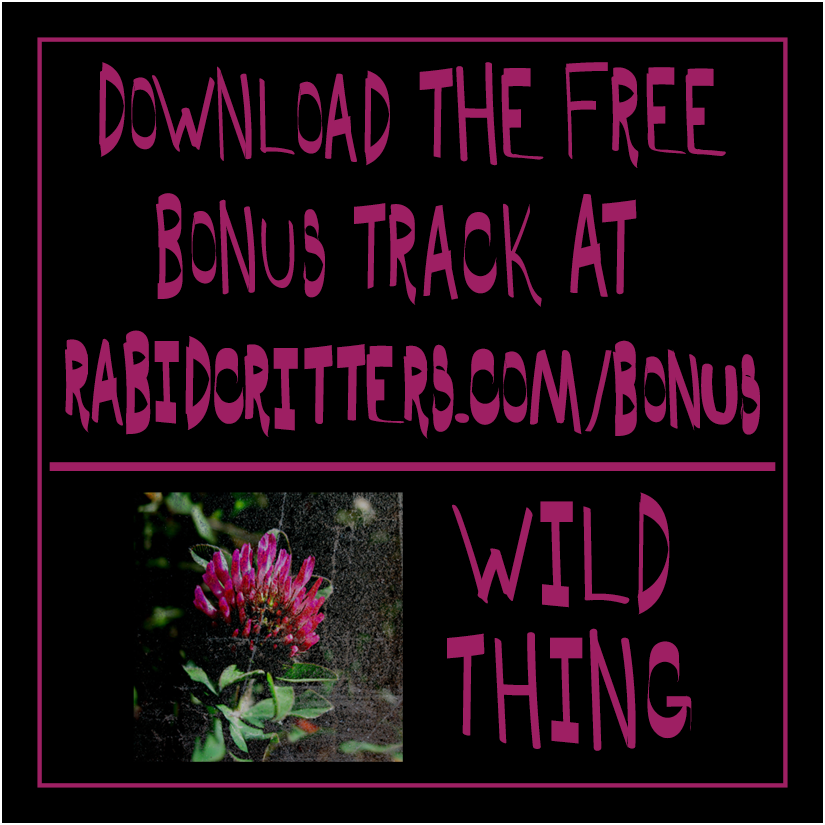 DOWNLOAD THE FREE
BONUS TRACK AT
RABIDCRITTERS.COM/BONUS
WILD
THING